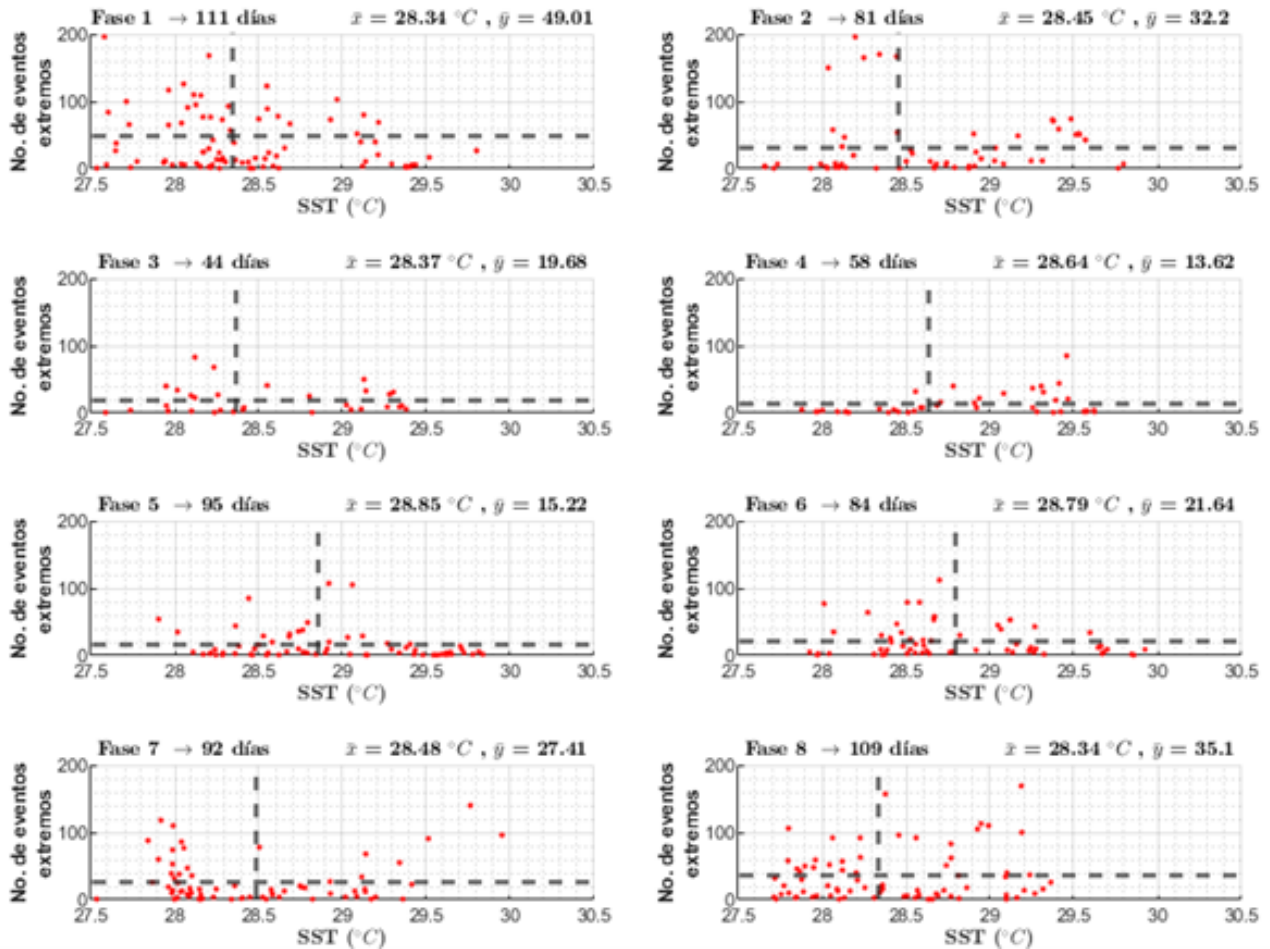 Fase 1 → 111 días x̄ = 28.34 °C , ȳ = 49.01
No. de eventos
extremos
200
100
0
27.5 28 28.5 29 29.5 30 30.5
SST (°C)
Fase 2 → 81 días x̄ = 28.45 °C , ȳ = 32.2
No. de eventos
extremos
200
100
0
27.5 28 28.5 29 29.5 30 30.5
SST (°C)
Fase 3 → 44 días x̄ = 28.37 °C , ȳ = 19.68
No. de eventos
extremos
200
100
0
27.5 28 28.5 29 29.5 30 30.5
SST (°C)
Fase 4 → 58 días x̄ = 28.64 °C , ȳ = 13.62
No. de eventos
extremos
200
100
0
27.5 28 28.5 29 29.5 30 30.5
SST (°C)
Fase 5 → 95 días x̄ = 28.85 °C , ȳ = 15.22
No. de eventos
extremos
200
100
0
27.5 28 28.5 29 29.5 30 30.5
SST (°C)
Fase 6 → 84 días x̄ = 28.79 °C , ȳ = 21.64
No. de eventos
extremos
200
100
0
27.5 28 28.5 29 29.5 30 30.5
SST (°C)
Fase 7 → 92 días x̄ = 28.48 °C , ȳ = 27.41
No. de eventos
extremos
200
100
0
27.5 28 28.5 29 29.5 30 30.5
SST (°C)
Fase 8 → 109 días x̄ = 28.34 °C , ȳ = 35.1
No. de eventos
extremos
200
100
0
27.5 28 28.5 29 29.5 30 30.5
SST (°C)